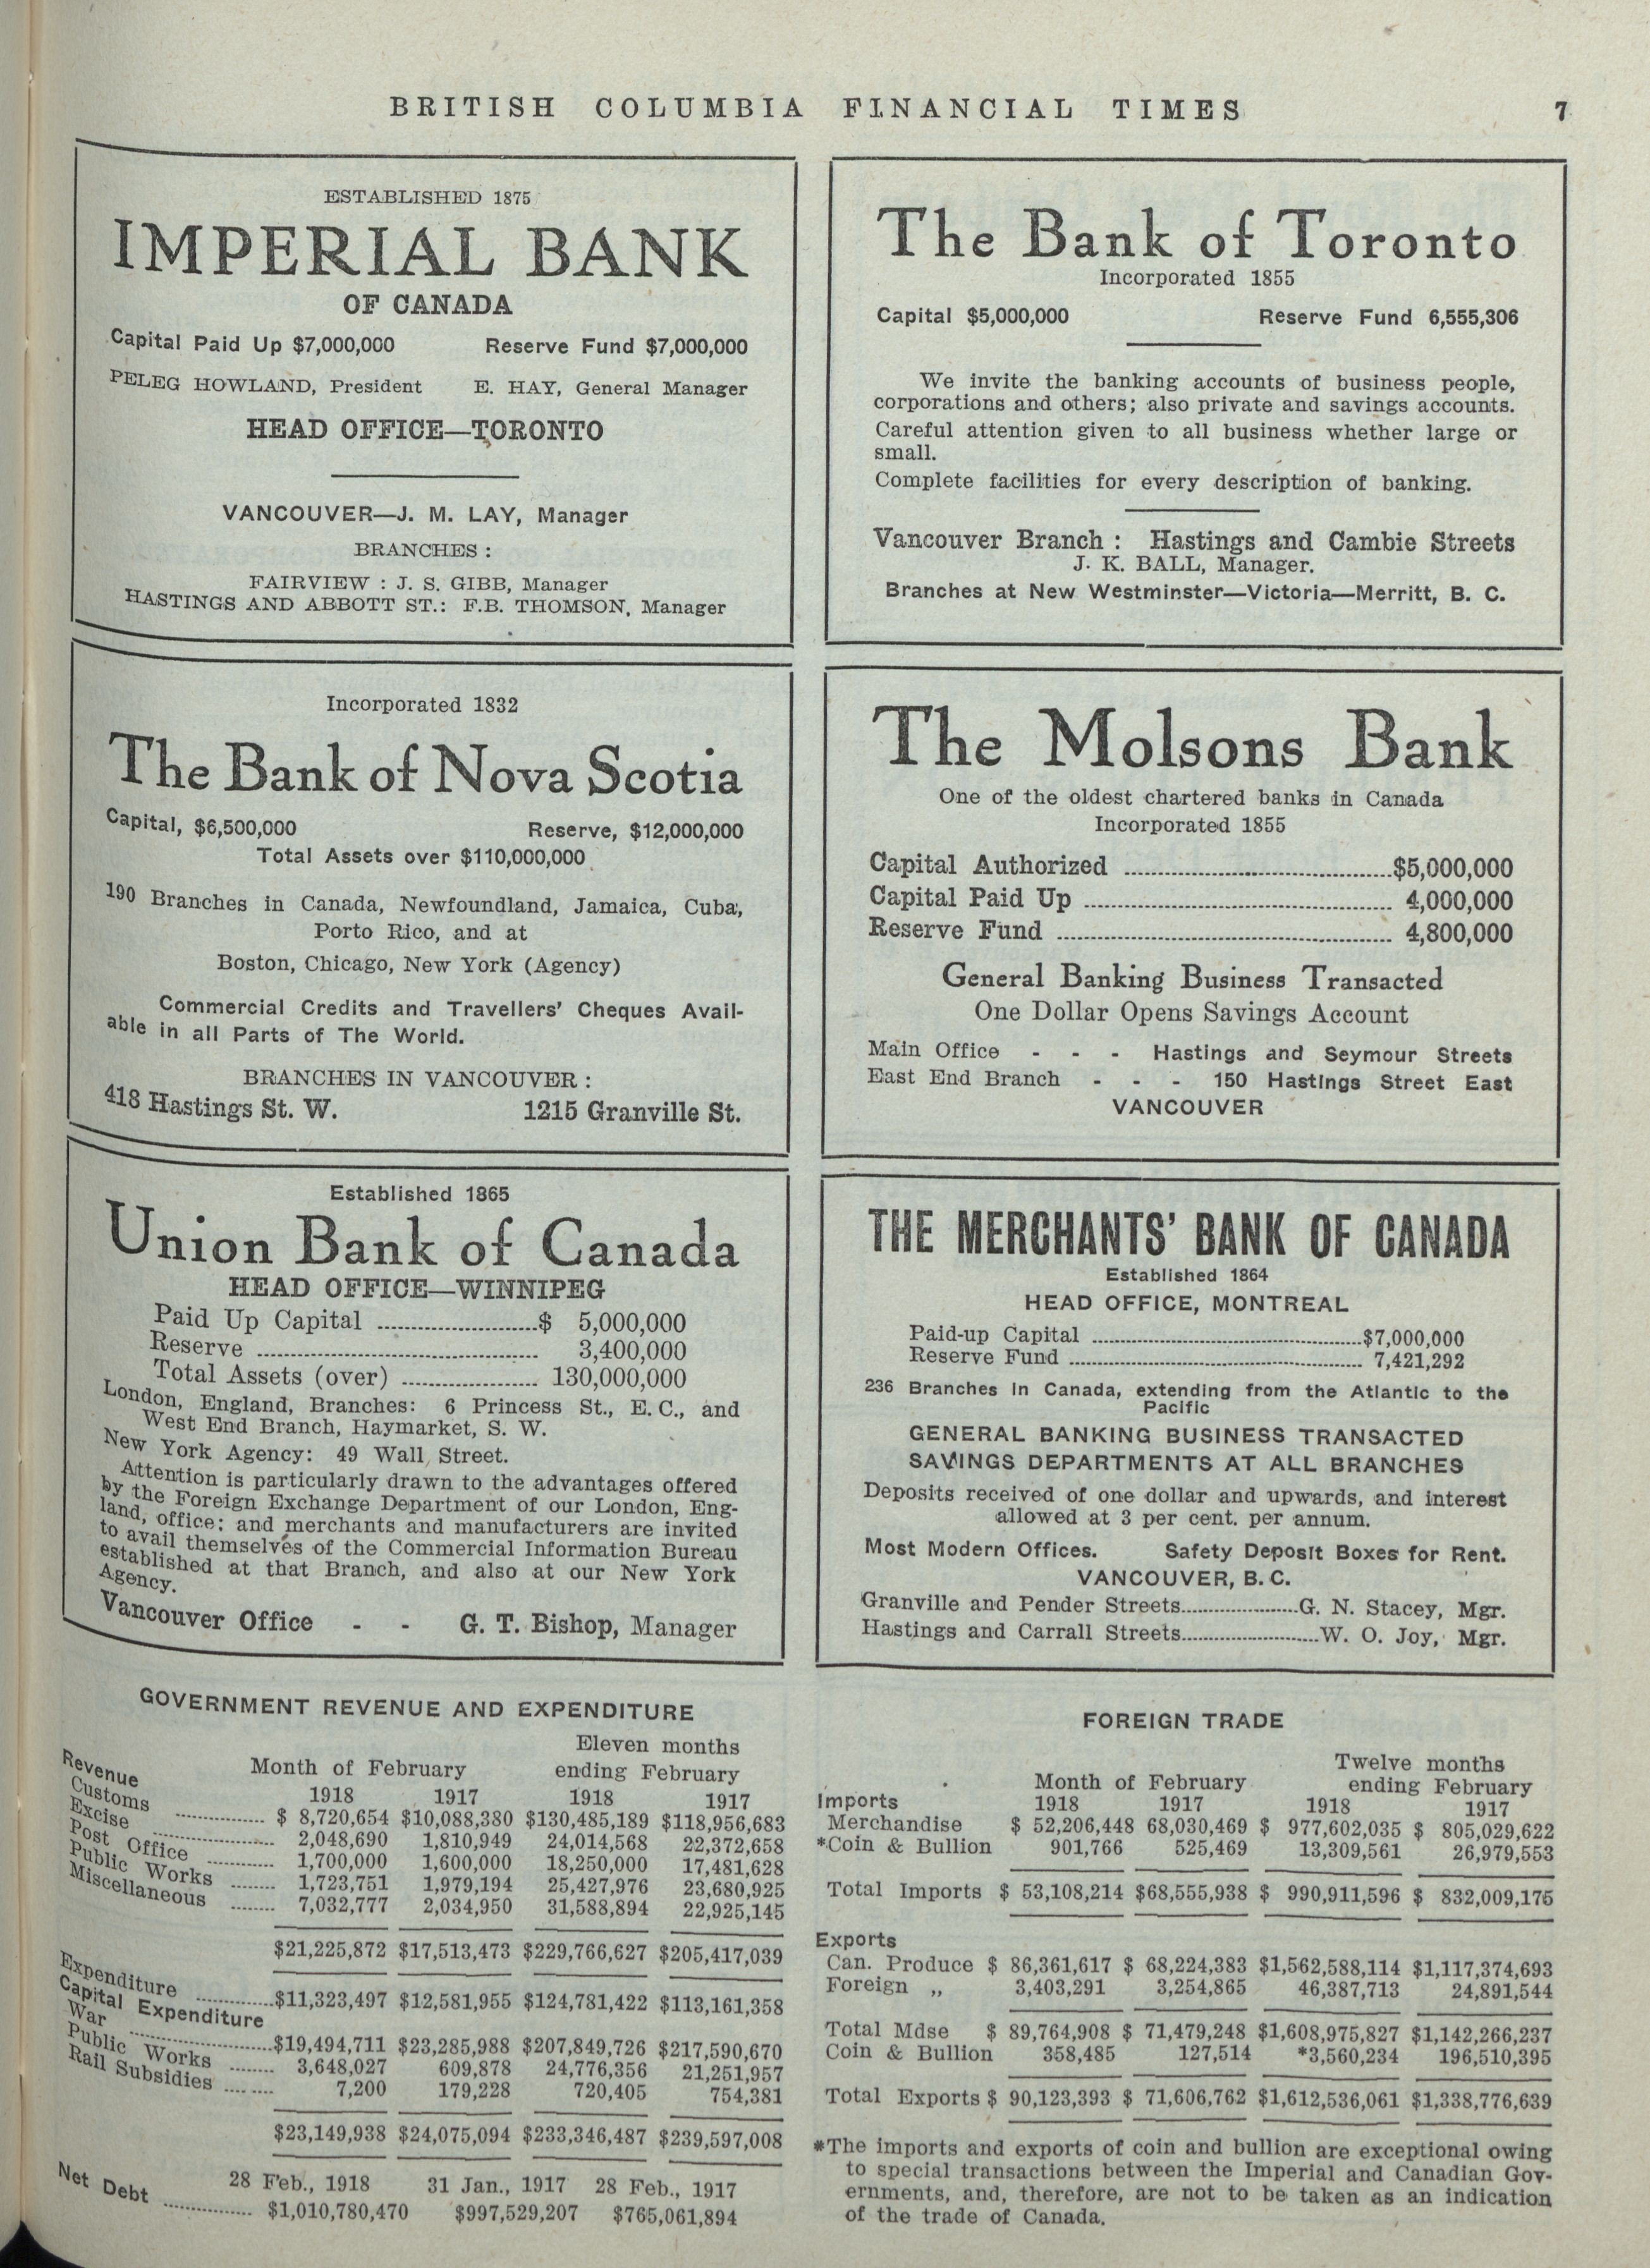 BRITISH COLUMBIA FINANCIAL TIMES 7
ESTABLISHED 1875
IMPERIAL BANK
OF CANADA
Capital Paid Up $7,000,000 Reserve Fund $7,000,000
PELEG HOWLAND, President E. HAY, General Manager
HEAD OFFICE—TORONTO
VANCOUVER—J. M. LAY, Manager
BRANCHES :
FAIRVIEW : J. S. GIBB, Manager
HASTINGS AND ABBOTT ST.: F.B. THOMSON, Manager
The Bank of Toronto
Incorporated 1855
Capital $5,000,000 Reserve Fund 6,555,306
We invite the banking accounts of business people,
corporations and others; also private and savings accounts.
Careful attention given to all business whether large or
small.
Complete facilities for every description of banking.
Vancouver Branch : Hastings and Cambie Streets
J. K. BALL, Manager.
Branches at New Westminster—Victoria—Merritt, B. C.
Incorporated 1832
The Bank of Nova Scotia
Capital, $6,500,000 Reserve, $12,000,000
Total Assets over $110,000,000
190 Branches in Canada, Newfoundland, Jamaica, Cuba,
Porto Rico, and at
Boston, Chicago, New York (Agency)
Commercial Credits and Travellers' Cheques Avail-
able in all Parts of The World.
BRANCHES IN VANCOUVER :
418 Hastings St. W. 1215 Granville St.
The Molsons Bank
One of the oldest chartered banks in Canada
Incorporated 1855
Capital Authorized ........ $5,000,000
Capital Paid Up ........ 4,000,000
Reserve Fund ........ 4,800,000
General Banking Business Transacted
One Dollar Opens Savings Account
Main Office - - - Hastings and Seymour Streets
East End Branch - - - 150 Hastings Street East
VANCOUVER
Established 1865
Union Bank of Canada
HEAD OFFICE—WINNIPEG
Paid Up Capital ........ $ 5,000,000
Reserve ........ 3,400,000
Total Assets (over) ........ 130,000,000
London, England, Branches: 6 Princess St., E. C., and
West End Branch, Haymarket, S. W.
New York Agency: 49 Wall Street.
Attention is particularly drawn to the advantages offered
by the Foreign Exchange Department of our London, Eng-
land, office; and merchants and manufacturers are invited
to avail themselves of the Commercial Information Bureau
established at that Branch, and also at our New York
Agency.
Vancouver Office - - G. T. Bishop, Manager
THE MERCHANTS' BANK OF CANADA
Established 1864
HEAD OFFICE, MONTREAL
Paid-up Capital ........ $7,000,000
Reserve Fund ........ 7,421,292
236 Branches in Canada, extending from the Atlantic to the
Pacific
GENERAL BANKING BUSINESS TRANSACTED
SAVINGS DEPARTMENTS AT ALL BRANCHES
Deposits received of one dollar and upwards, and interest
allowed at 3 per cent. per annum.
Most Modern Offices. Safety Deposit Boxes for Rent.
VANCOUVER, B. C.
Granville and Pender Streets........G. N. Stacey, Mgr.
Hastings and Carrall Streets........W. O. Joy, Mgr.
GOVERNMENT REVENUE AND EXPENDITURE
Eleven months
Month of February ending February
Revenue 1918 1917 1918 1917
Customs ........ $ 8,720,654 $10,088,380 $130,485,189 $118,956,683
Excise ........ 2,048,690 1,810,949 24,014,568 22,372,658
Post Office ........ 1,700,000 1,600,000 18,250,000 17,481,628
Public Works ........ 1,723,751 1,979,194 25,427,976 23,680,925
Miscellaneous ........ 7,032,777 2,034,950 31,588,894 22,925,145
$21,225,872 $17,513,473 $229,766,627 $205,417,039
Expenditure ........ $11,323,497 $12,581,955 $124,781,422 $113,161,358
Capital Expenditure
War ........ $19,494,711 $23,285,988 $207,849,726 $217,590,670
Public Works ........ 3,648,027 609,878 24,776,356 21,251,957
Rail Subsidies ........ 7,200 179,228 720,405 754,381
$23,149,938 $24,075,094 $233,346,487 $239,597,008
28 Feb., 1918 31 Jan., 1917 28 Feb., 1917
Net Debt ........ $1,010,780,470 $997,529,207 $765,061,894
FOREIGN TRADE
Twelve months
Month of February ending February
Imports 1918 1917 1918 1917
Merchandise $ 52,206,448 68,030,469 $ 977,602,035 $ 805,029,622
*Coin & Bullion 901,766 525,469 13,309,561 26,979,553
Total Imports $ 53,108,214 $68,555,938 $ 990,911,596 $ 832,009,175
Exports
Can. Produce $ 86,361,617 $ 68,224,383 $1,562,588,114 $1,117,374,693
Foreign „ 3,403,291 3,254,865 46,387,713 24,891,544
Total Mdse $ 89,764,908 $ 71,479,248 $1,608,975,827 $1,142,266,237
Coin & Bullion 358,485 127,514 *3,560,234 196,510,395
Total Exports $ 90,123,393 $ 71,606,762 $1,612,536,061 $1,338,776,639
*The imports and exports of coin and bullion are exceptional owing
to special transactions between the Imperial and Canadian Gov-
ernments, and, therefore, are not to be taken as an indication
of the trade of Canada.